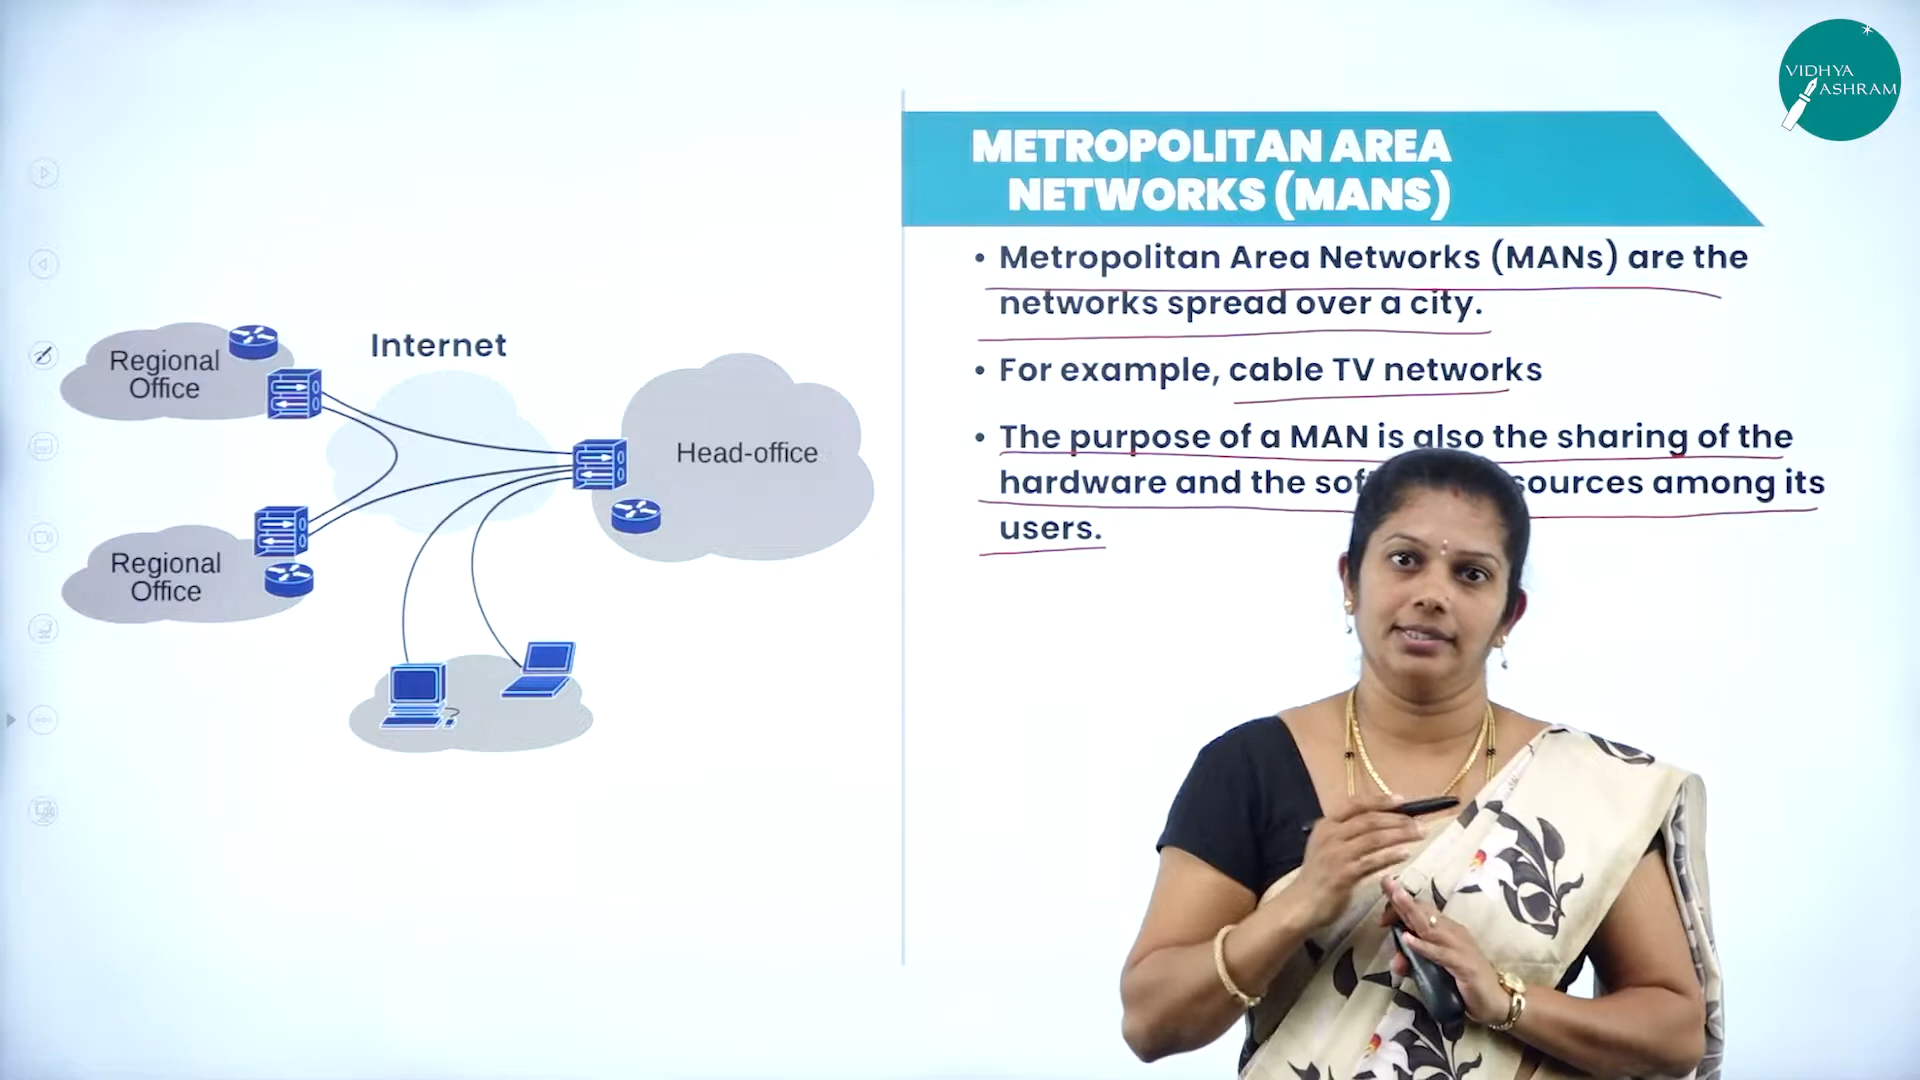 VIDHYA
ASHRAM
METROPOLITAN AREA
NETWORKS (MANS)
• Metropolitan Area Networks (MANs) are the
networks spread over a city.
• For example, cable TV networks
• The purpose of a MAN is also the sharing of the
hardware and the sof sources among its
users.
Internet
Regional
Office
Head-office
Regional
Office